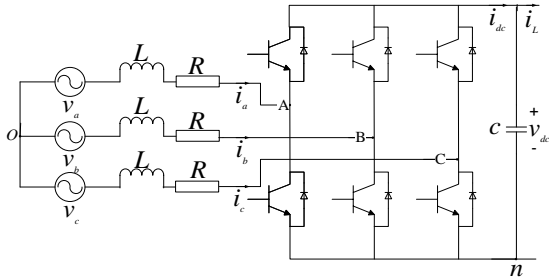 i_dc i_L
L R
v_a i_a A
O
L R
v_b i_b B
L R
v_c i_c C
c + v_dc -
n